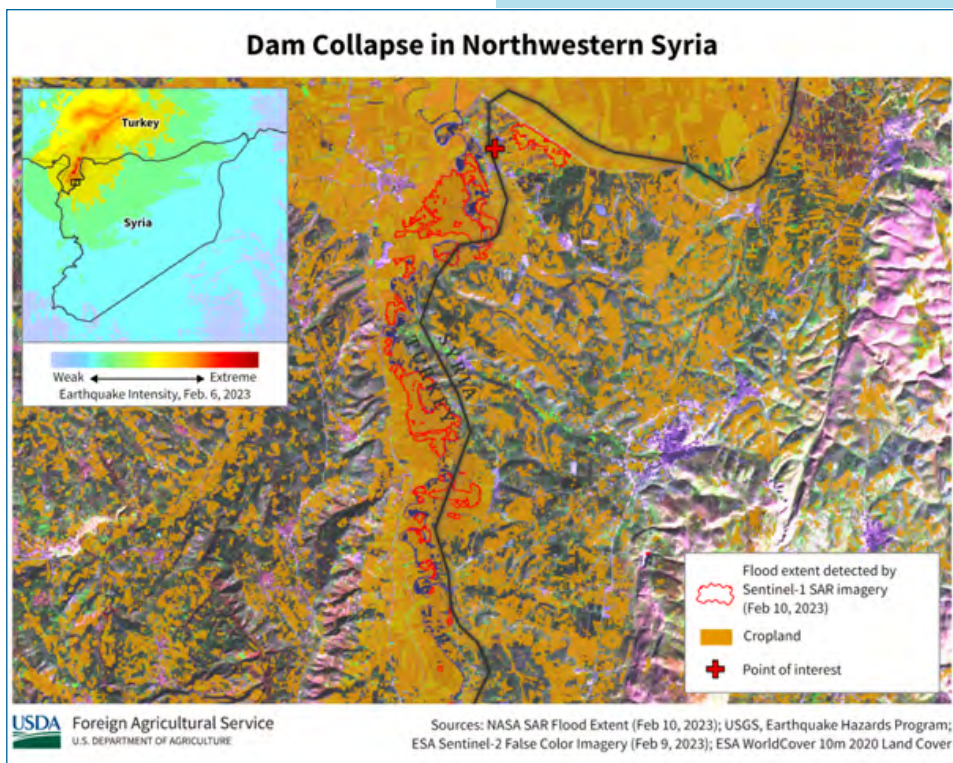 Dam Collapse in Northwestern Syria
Turkey
Syria
Weak Extreme
Earthquake Intensity, Feb. 6, 2023
SYRIA
TURKEY
Flood extent detected by
Sentinel-1 SAR imagery
(Feb 10, 2023)
Cropland
Point of interest
USDA Foreign Agricultural Service
U.S. DEPARTMENT OF AGRICULTURE
Sources: NASA SAR Flood Extent (Feb 10, 2023); USGS, Earthquake Hazards Program;
ESA Sentinel-2 False Color Imagery (Feb 9, 2023); ESA WorldCover 10m 2020 Land Cover